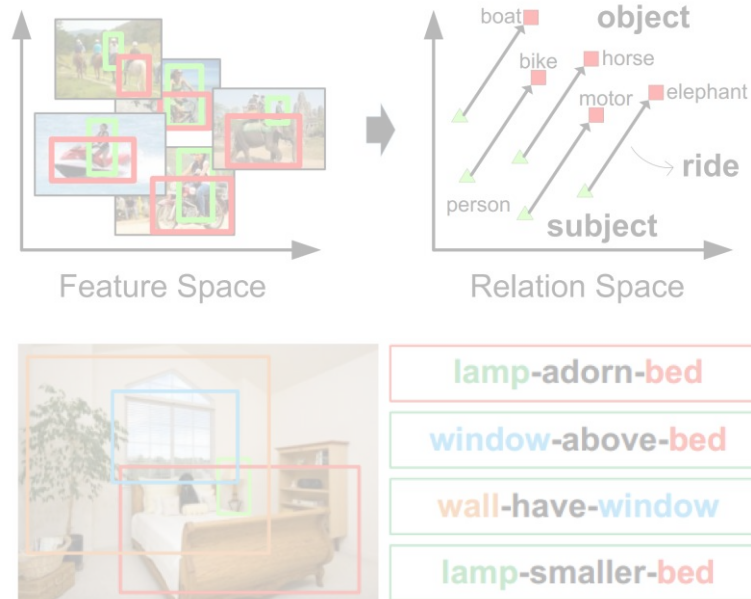 boat
object
bike
horse
motor
elephant
ride
person
subject
Feature Space
Relation Space
lamp-adorn-bed
window-above-bed
wall-have-window
lamp-smaller-bed